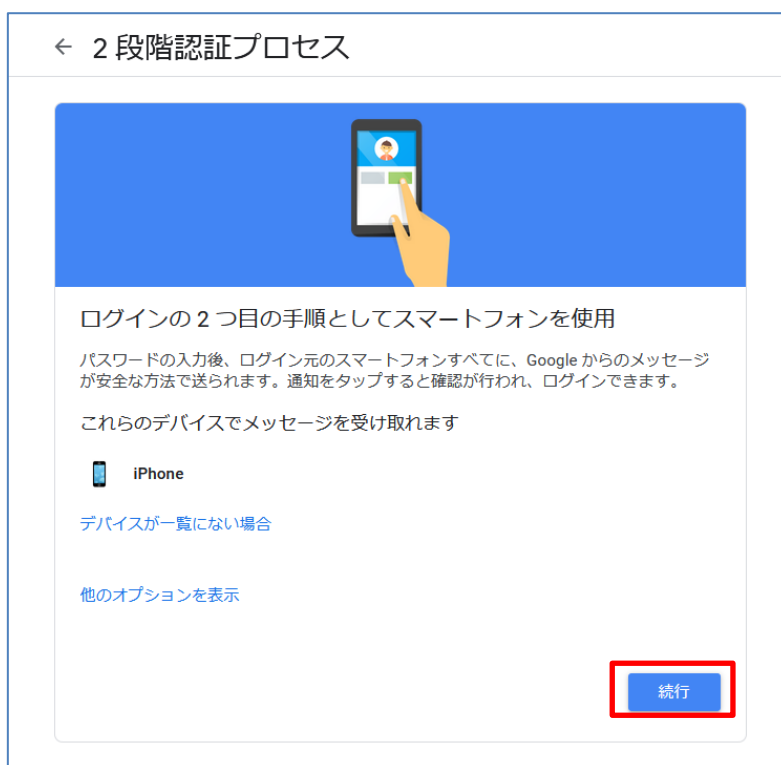 ← 2 段階認証プロセス
ログインの 2 つ目の手順としてスマートフォンを使用
パスワードの入力後、ログイン元のスマートフォンすべてに、Google からのメッセージ
が安全な方法で送られます。通知をタップすると確認が行われ、ログインできます。
これらのデバイスでメッセージを受け取れます
iPhone
デバイスが一覧にない場合
他のオプションを表示
続行